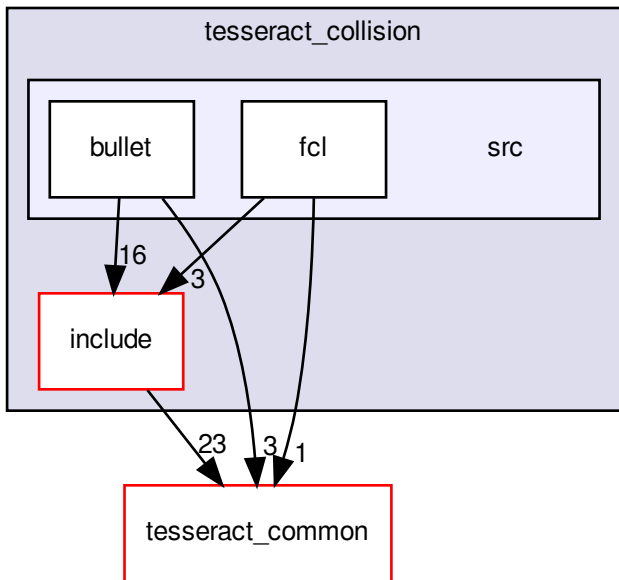 tesseract_collision
bullet
fcl
src
16
3
include
23
3
1
tesseract_common